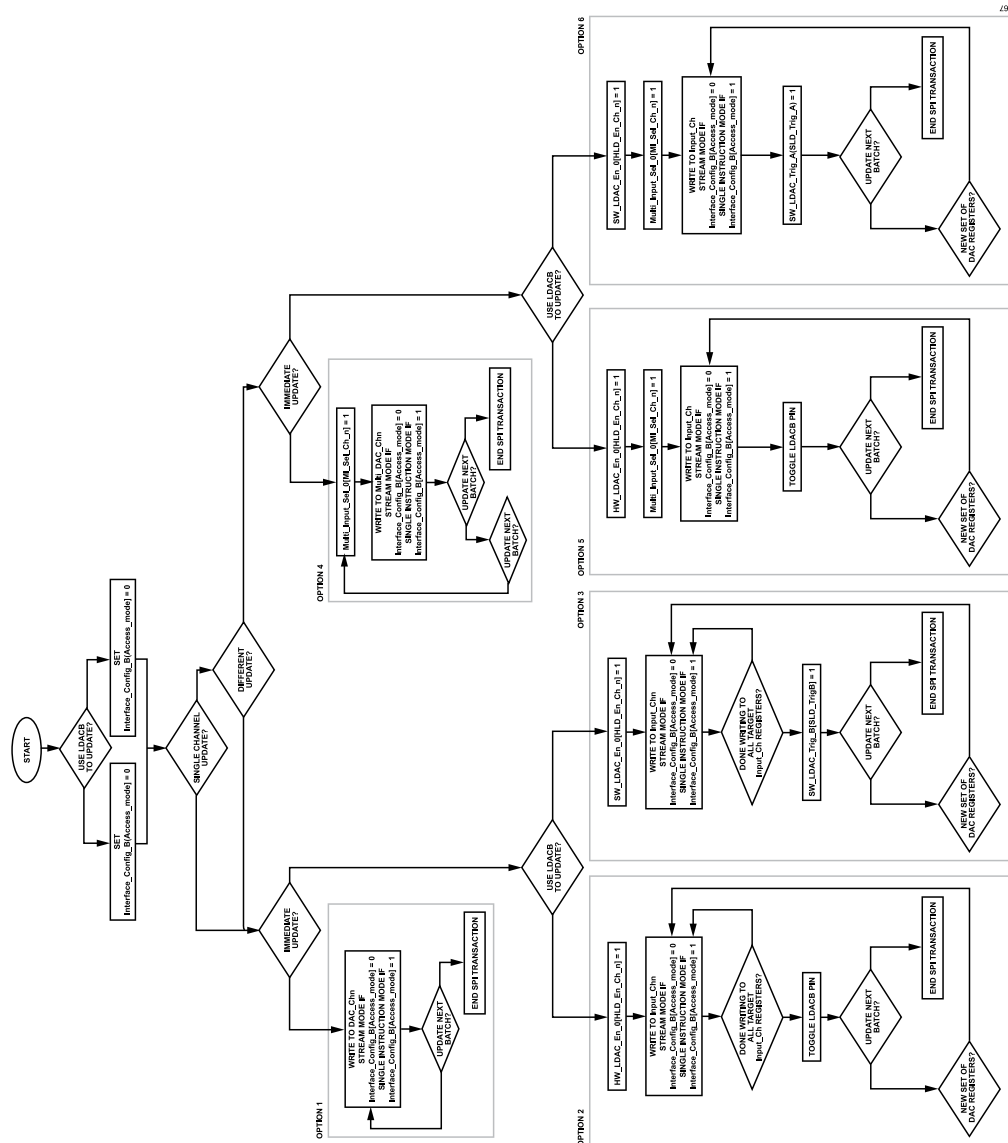 67
START
USE LDACB
TO UPDATE?
SET
Interface_Config_B[Access_mode] = 0
SET
Interface_Config_B[Access_mode] = 0
SINGLE CHANNEL
UPDATE?
DIFFERENT
UPDATE?
IMMEDIATE
UPDATE?
IMMEDIATE
UPDATE?
OPTION 1
WRITE TO DAC_Chn
STREAM MODE IF
Interface_Config_B[Access_mode] = 0
SINGLE INSTRUCTION MODE IF
Interface_Config_B[Access_mode] = 1
UPDATE NEXT
BATCH?
END SPI TRANSACTION
OPTION 4
Multi_Input_Sel_0[MI_Sel_Ch_n] = 1
WRITE TO Multi_DAC_Chn
STREAM MODE IF
Interface_Config_B[Access_mode] = 0
SINGLE INSTRUCTION MODE IF
Interface_Config_B[Access_mode] = 1
UPDATE NEXT
BATCH?
END SPI TRANSACTION
UPDATE NEXT
BATCH?
USE LDACB
TO UPDATE?
USE LDACB
TO UPDATE?
OPTION 2
HW_LDAC_En_0[HLD_En_Ch_n] = 1
WRITE TO Input_Chn
STREAM MODE IF
Interface_Config_B[Access_mode] = 0
SINGLE INSTRUCTION MODE IF
Interface_Config_B[Access_mode] = 1
DONE WRITING TO
ALL TARGET
Input_Ch REGISTERS?
TOGGLE LDACB PIN
UPDATE NEXT
BATCH?
END SPI TRANSACTION
NEW SET OF
DAC REGISTERS?
OPTION 3
SW_LDAC_En_0[HLD_En_Ch_n] = 1
WRITE TO Input_Chn
STREAM MODE IF
Interface_Config_B[Access_mode] = 0
SINGLE INSTRUCTION MODE IF
Interface_Config_B[Access_mode] = 1
DONE WRITING TO
ALL TARGET
Input_Ch REGISTERS?
SW_LDAC_Trig_B[SLD_TrigB] = 1
UPDATE NEXT
BATCH?
END SPI TRANSACTION
NEW SET OF
DAC REGISTERS?
OPTION 5
HW_LDAC_En_0[HLD_En_Ch_n] = 1
Multi_Input_Sel_0[MI_Sel_Ch_n] = 1
WRITE TO Input_Ch
STREAM MODE IF
Interface_Config_B[Access_mode] = 0
SINGLE INSTRUCTION MODE IF
Interface_Config_B[Access_mode] = 1
TOGGLE LDACB PIN
UPDATE NEXT
BATCH?
END SPI TRANSACTION
NEW SET OF
DAC REGISTERS?
OPTION 6
SW_LDAC_En_0[HLD_En_Ch_n] = 1
Multi_Input_Sel_0[MI_Sel_Ch_n] = 1
WRITE TO Input_Ch
STREAM MODE IF
Interface_Config_B[Access_mode] = 0
SINGLE INSTRUCTION MODE IF
Interface_Config_B[Access_mode] = 1
SW_LDAC_Trig_A(SLD_Trig_A) = 1
UPDATE NEXT
BATCH?
END SPI TRANSACTION
NEW SET OF
DAC REGISTERS?